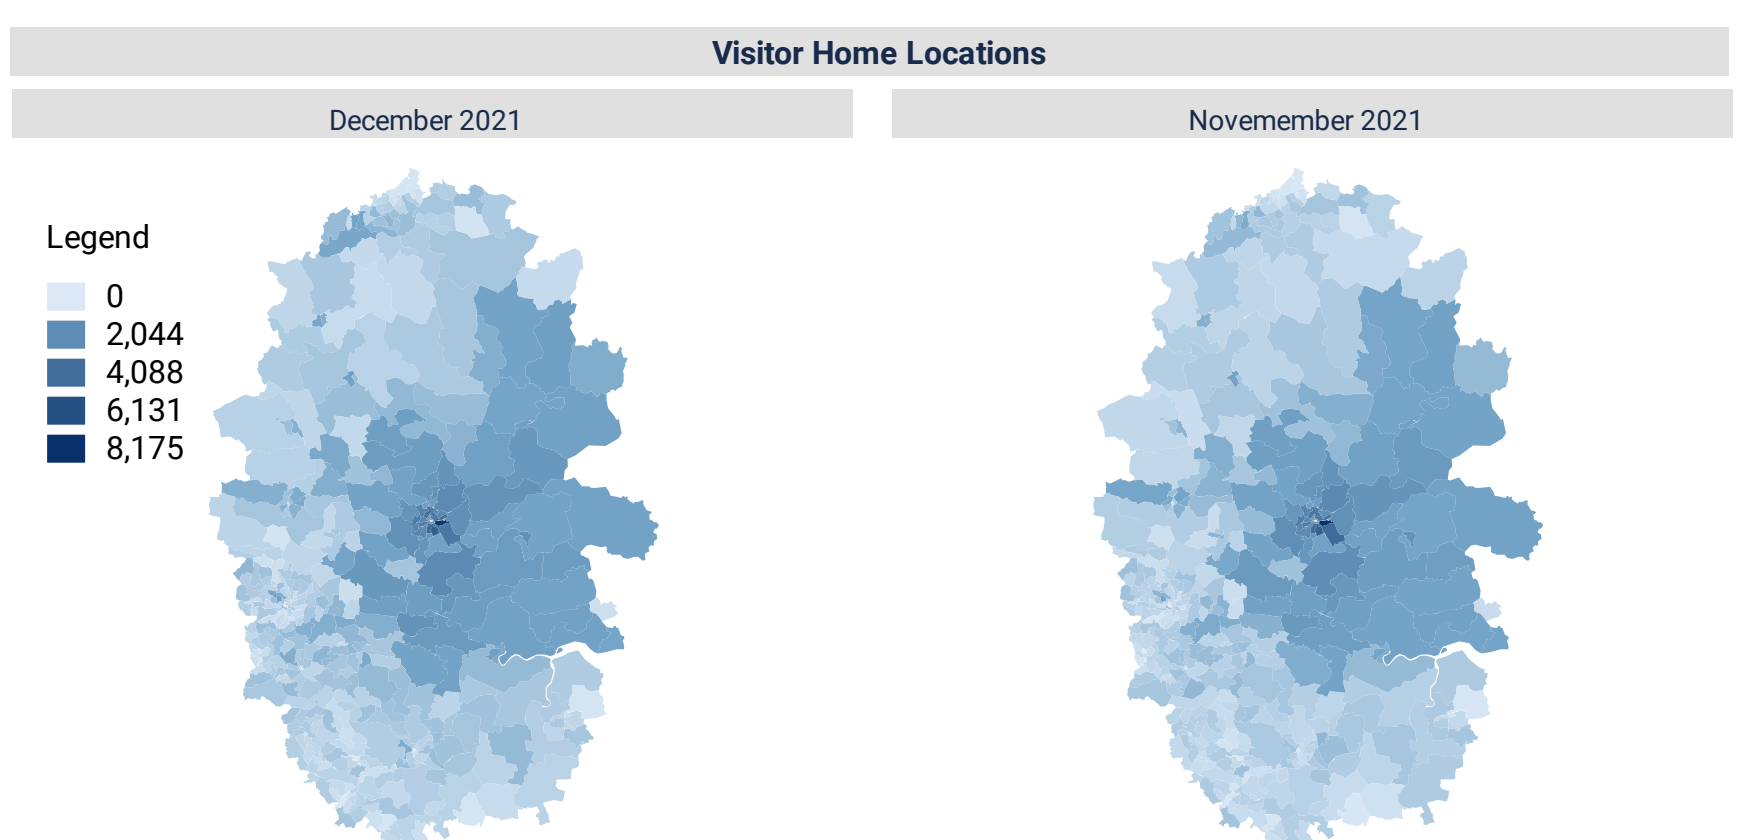 Visitor Home Locations
December 2021
Novemember 2021
Legend
0
2,044
4,088
6,131
8,175